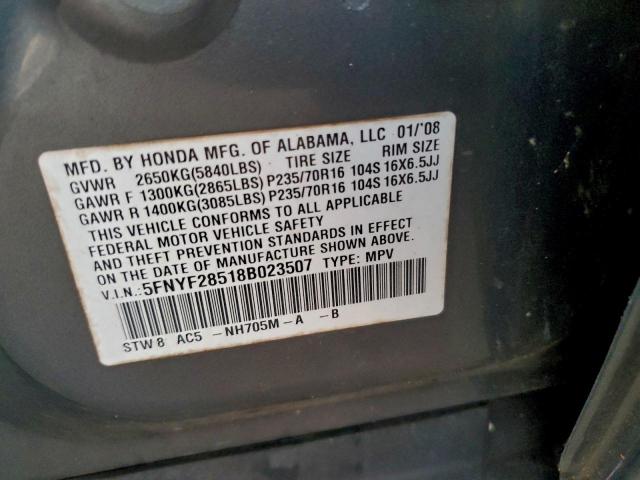 MFD. BY HONDA MFG. OF ALABAMA, LLC 01/'08
GVWR 2650KG(5840LBS) TIRE SIZE RIM SIZE
GAWR F 1300KG(2865LBS) P235/70R16 104S 16X6.5JJ
GAWR R 1400KG(3085LBS) P235/70R16 104S 16X6.5JJ
THIS VEHICLE CONFORMS TO ALL APPLICABLE
FEDERAL MOTOR VEHICLE SAFETY
AND THEFT PREVENTION STANDARDS IN EFFECT
ON THE DATE OF MANUFACTURE SHOWN ABOVE.
V.I.N.: 5FNYF28518B023507 TYPE: MPV
STW 8 AC5 -NH705M-A -B